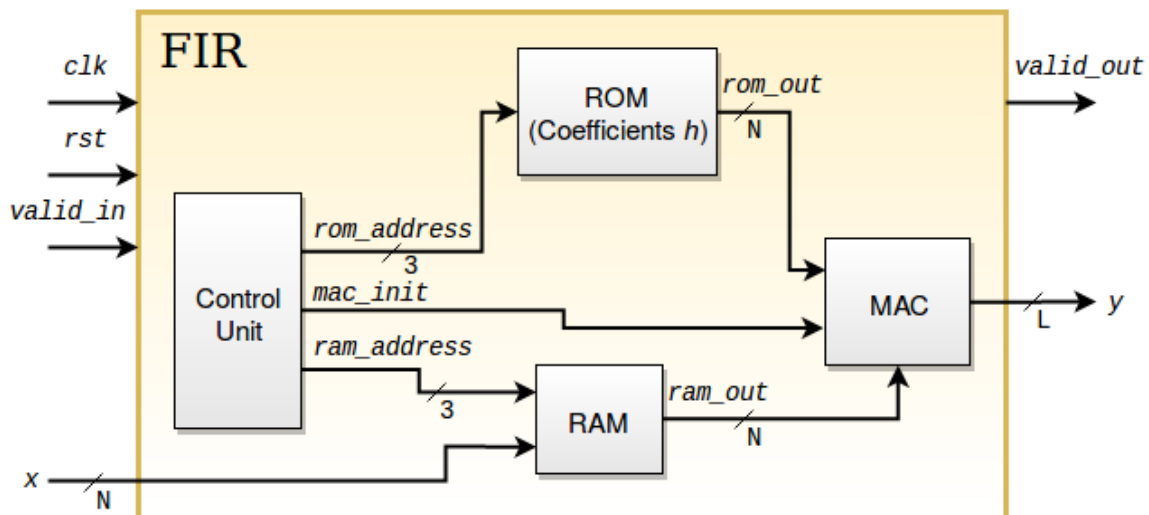 FIR
clk
rst
valid_in
x
N
Control
Unit
rom_address
3
mac_init
ram_address
3
ROM
(Coefficients h)
rom_out
N
RAM
ram_out
N
MAC
L
y
valid_out